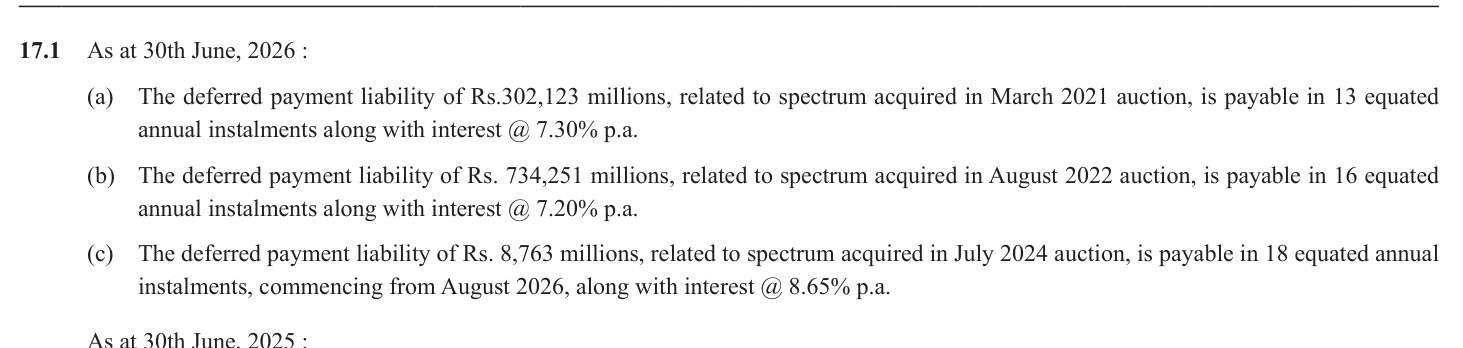 17.1 As at 30th June, 2026 :
(a) The deferred payment liability of Rs.302,123 millions, related to spectrum acquired in March 2021 auction, is payable in 13 equated
annual instalments along with interest @ 7.30% p.a.
(b) The deferred payment liability of Rs. 734,251 millions, related to spectrum acquired in August 2022 auction, is payable in 16 equated
annual instalments along with interest @ 7.20% p.a.
(c) The deferred payment liability of Rs. 8,763 millions, related to spectrum acquired in July 2024 auction, is payable in 18 equated annual
instalments, commencing from August 2026, along with interest @ 8.65% p.a.
As at 30th June, 2025 :